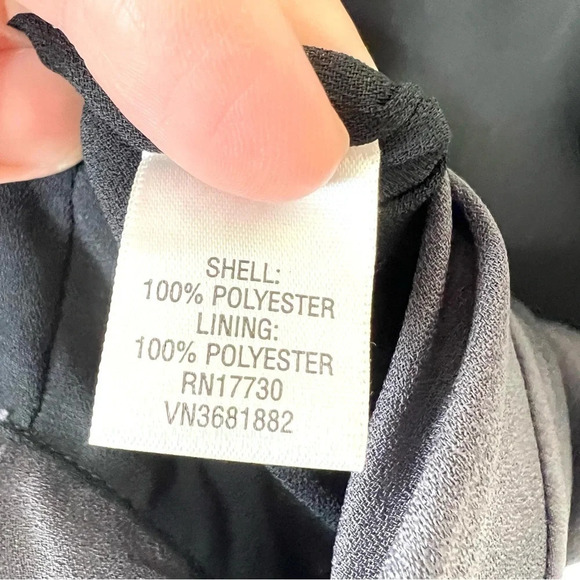 SHELL:
100% POLYESTER
LINING:
100% POLYESTER
RN17730
VN3681882